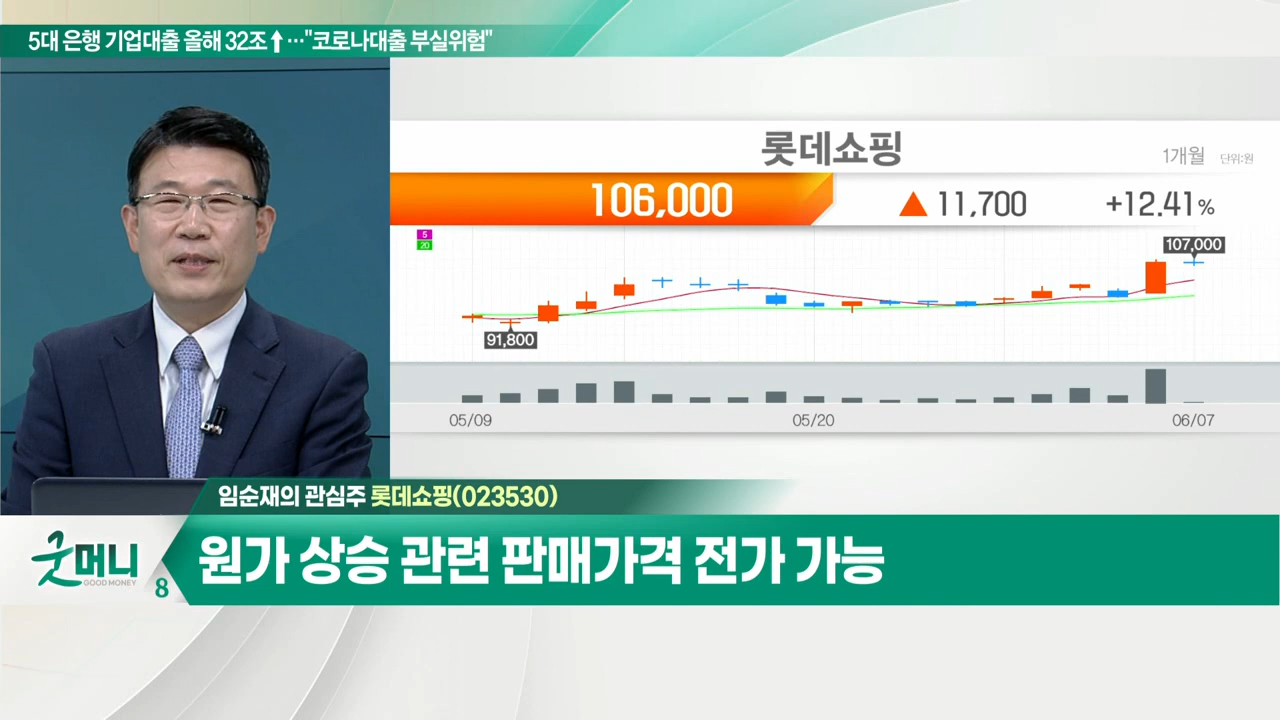 5대 은행 기업대출 올해 32조⬆…"코로나대출 부실위험"
롯데쇼핑
1개월 단위:원
106,000 ▲ 11,700 +12.41%
5
20
107,000
91,800
05/09 05/20 06/07
임순재의 관심주 롯데쇼핑(023530)
원가 상승 관련 판매가격 전가 가능
굿머니
GOOD MONEY
8